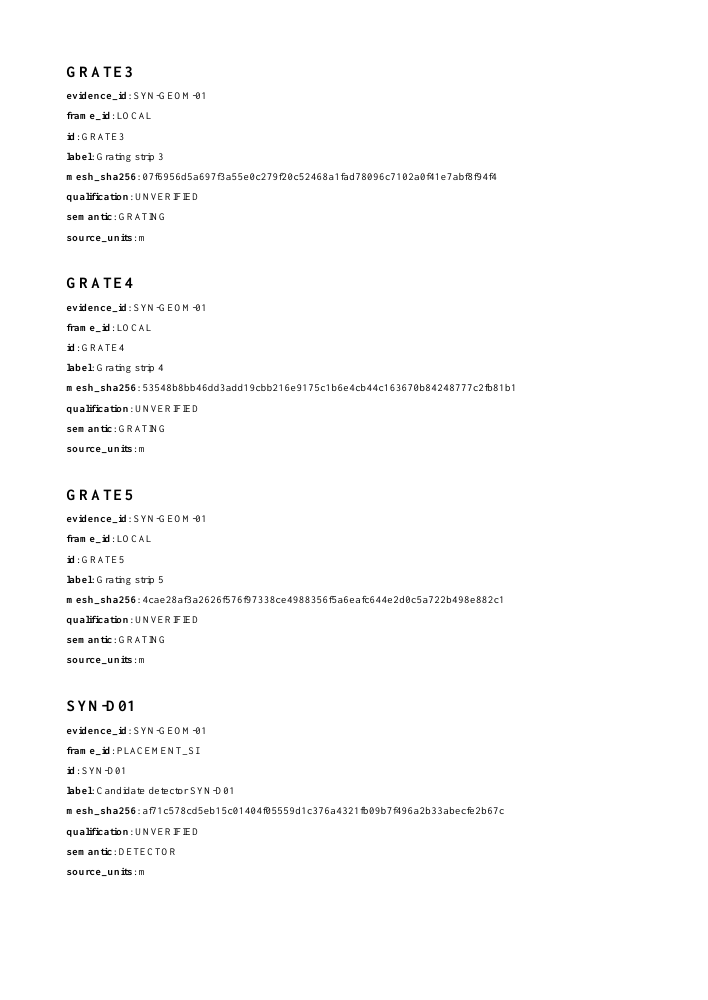 GRATE3
evidence_id: SYN-GEOM-01
frame_id: LOCAL
id: GRATE3
label: Grating strip 3
mesh_sha256: 07f6956d5a697f3a55e0c279f20c52468a1fad78096c7102a0f41e7abf8f94f4
qualification: UNVERIFIED
semantic: GRATING
source_units: m
GRATE4
evidence_id: SYN-GEOM-01
frame_id: LOCAL
id: GRATE4
label: Grating strip 4
mesh_sha256: 53548b8bb46dd3add19cbb216e9175c1b6e4cb44c163670b84248777c2fb81b1
qualification: UNVERIFIED
semantic: GRATING
source_units: m
GRATE5
evidence_id: SYN-GEOM-01
frame_id: LOCAL
id: GRATE5
label: Grating strip 5
mesh_sha256: 4cae28af3a2626f576f97338ce4988356f5a6eafc644e2d0c5a722b498e882c1
qualification: UNVERIFIED
semantic: GRATING
source_units: m
SYN-D01
evidence_id: SYN-GEOM-01
frame_id: PLACEMENT_SI
id: SYN-D01
label: Candidate detector SYN-D01
mesh_sha256: af71c578cd5eb15c01404f05559d1c376a4321fb09b7f496a2b33abecfe2b67c
qualification: UNVERIFIED
semantic: DETECTOR
source_units: m